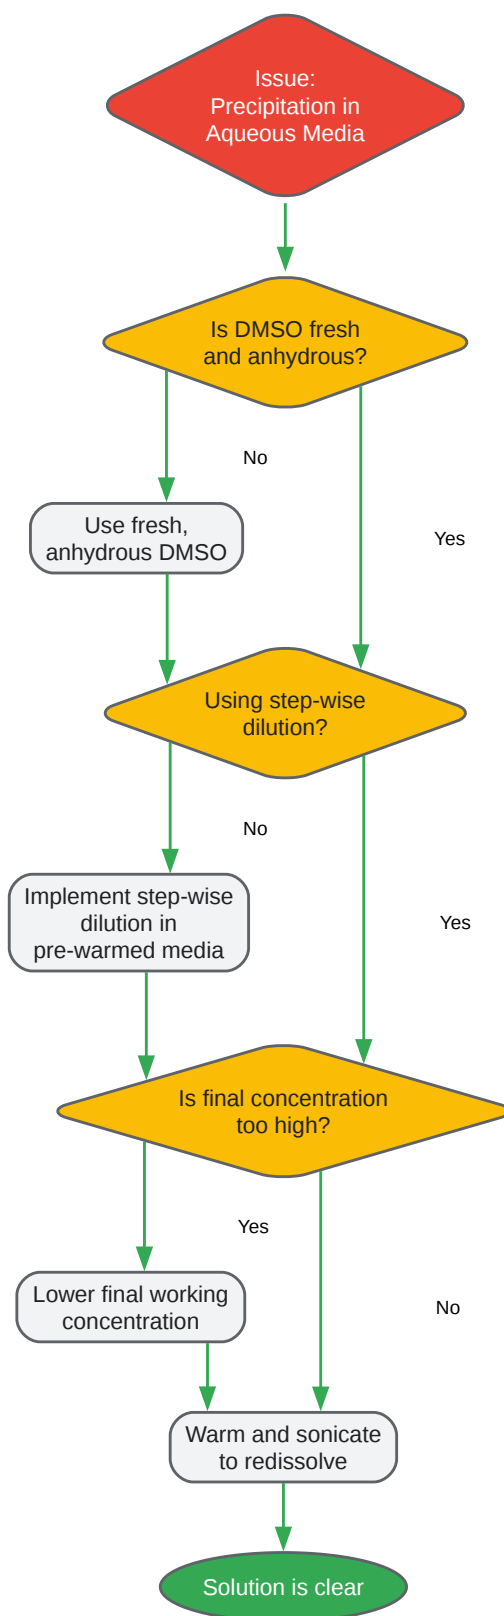 Issue:
Precipitation in
Aqueous Media
Is DMSO fresh
and anhydrous?
No
Use fresh,
anhydrous DMSO
Yes
Using step-wise
dilution?
No
Implement step-wise
dilution in
pre-warmed media
Yes
Is final concentration
too high?
Yes
Lower final working
concentration
No
Warm and sonicate
to redissolve
Solution is clear